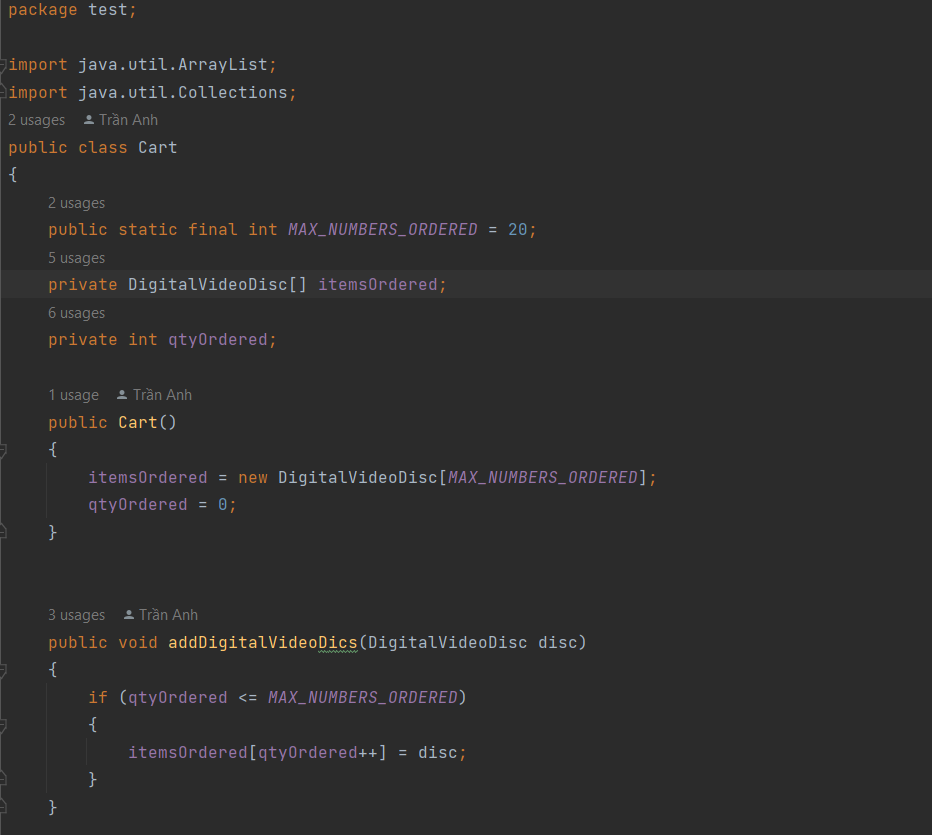 package test;
import java.util.ArrayList;
import java.util.Collections;
2 usages Trần Anh
public class Cart
{
2 usages
public static final int MAX_NUMBERS_ORDERED = 20;
5 usages
private DigitalVideoDisc[] itemsOrdered;
6 usages
private int qtyOrdered;
1 usage Trần Anh
public Cart()
{
itemsOrdered = new DigitalVideoDisc[MAX_NUMBERS_ORDERED];
qtyOrdered = 0;
}
3 usages Trần Anh
public void addDigitalVideoDics(DigitalVideoDisc disc)
{
if (qtyOrdered <= MAX_NUMBERS_ORDERED)
{
itemsOrdered[qtyOrdered++] = disc;
}
}